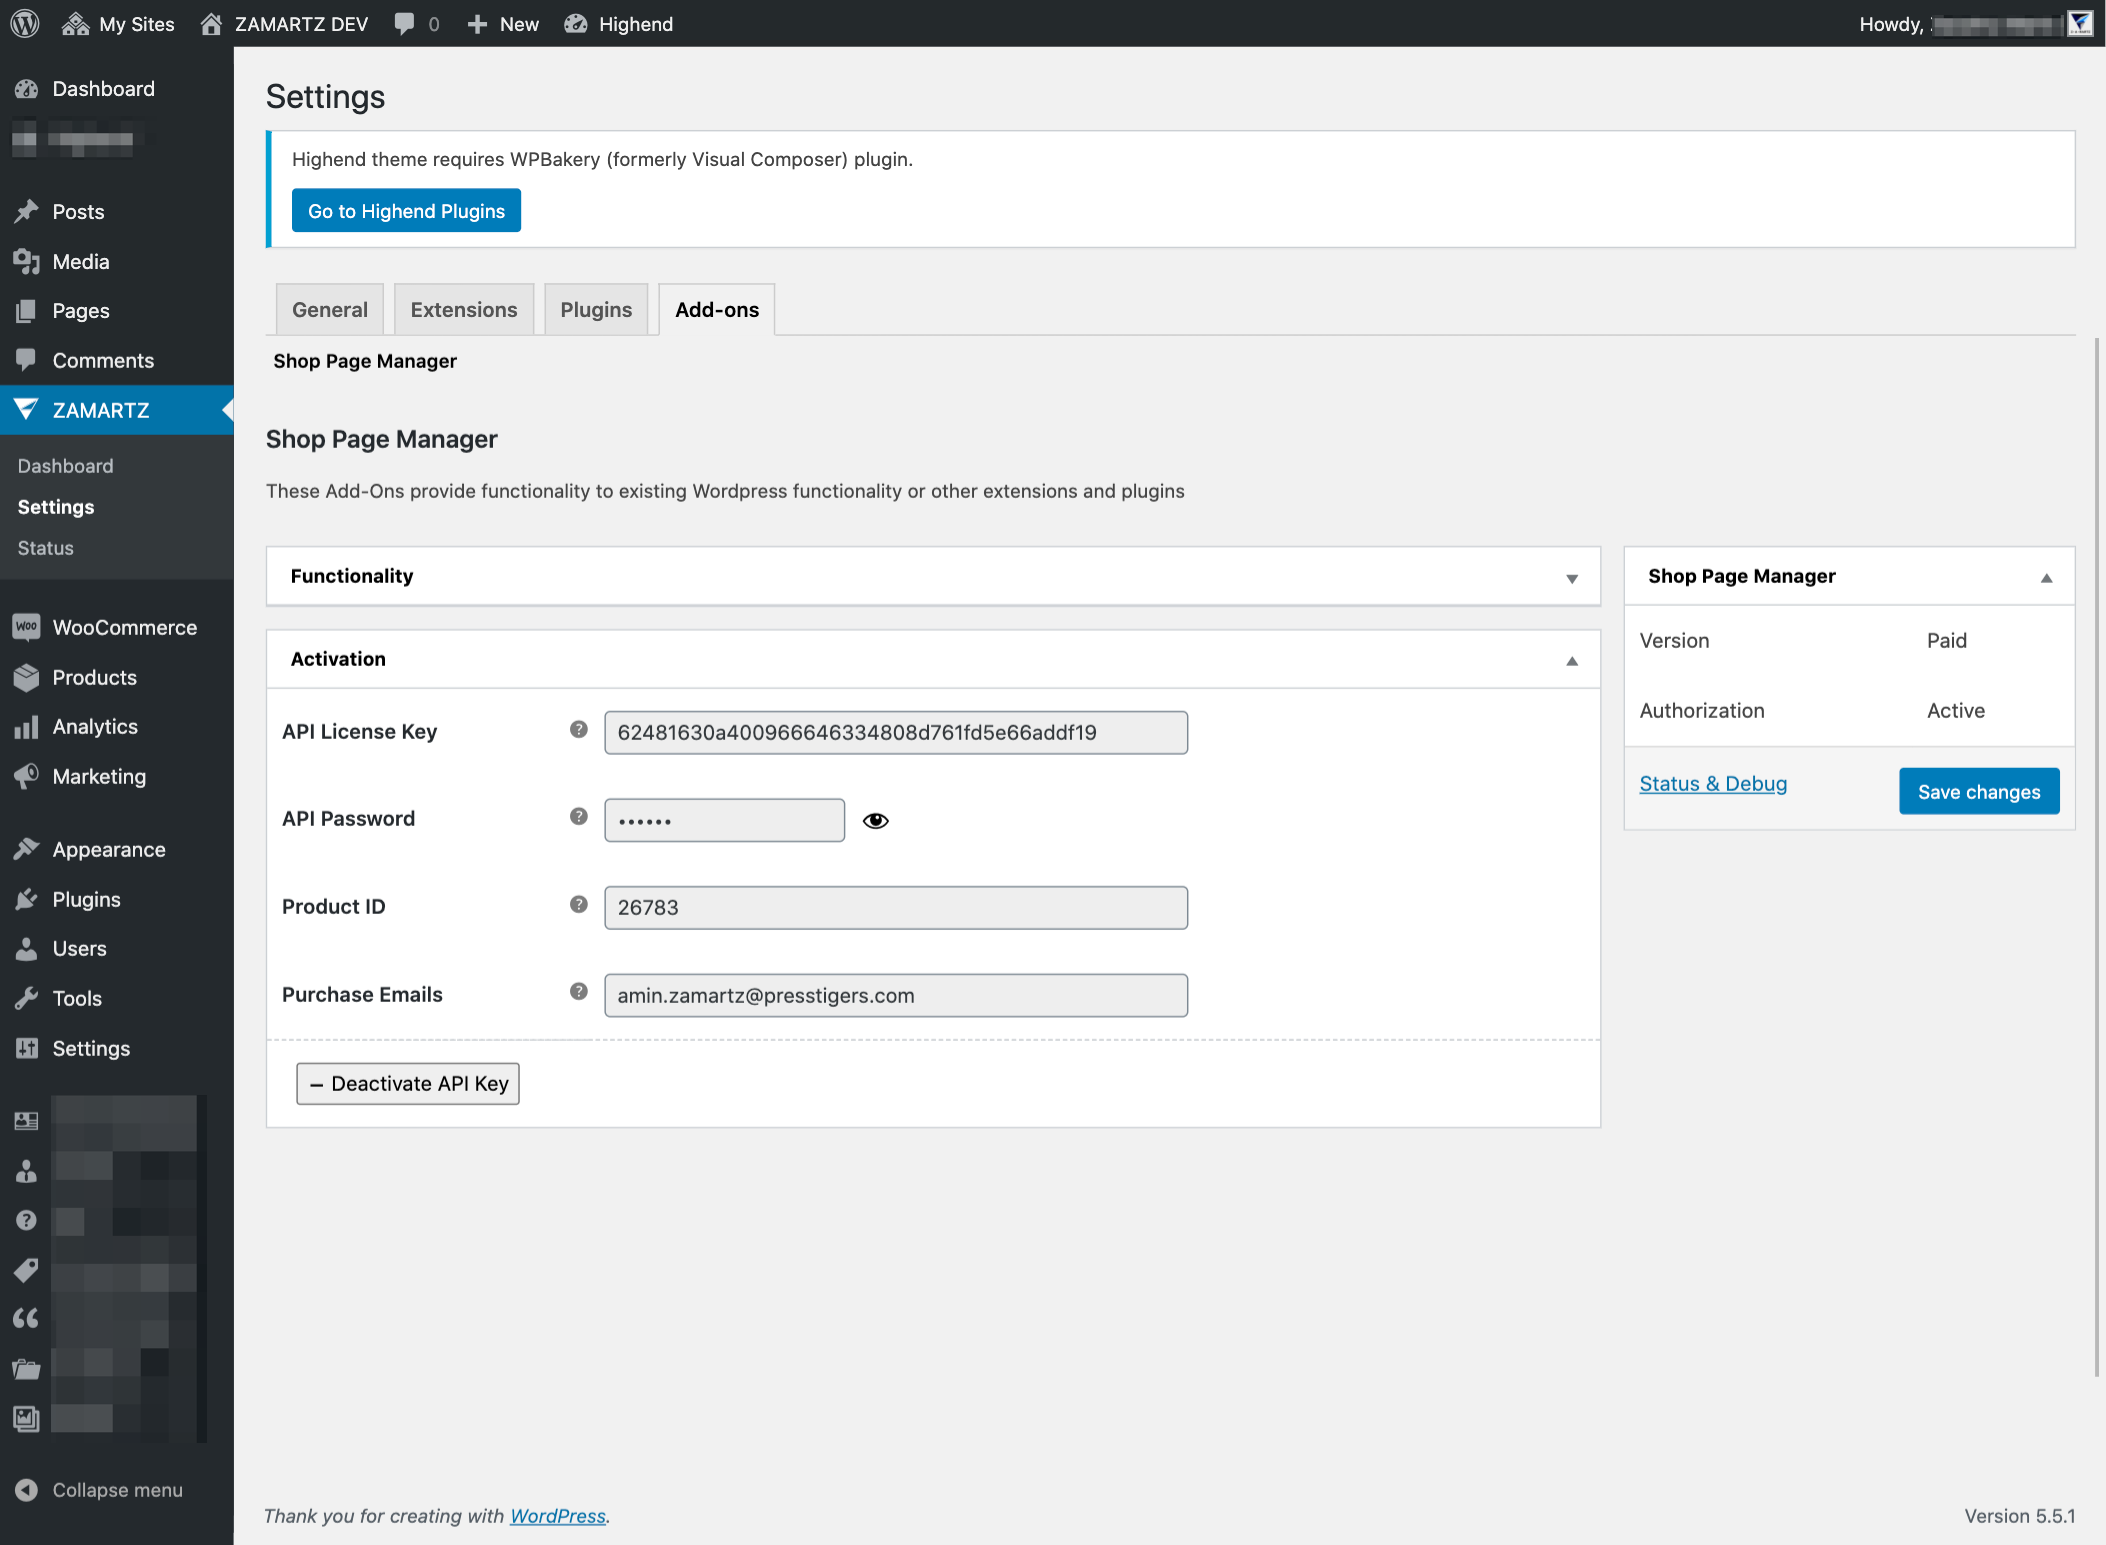 My Sites
ZAMARTZ DEV
0
New
Highend
Howdy,
Dashboard
Posts
Media
Pages
Comments
ZAMARTZ
Dashboard
Settings
Status
WooCommerce
Products
Analytics
Marketing
Appearance
Plugins
Users
Tools
Settings
Collapse menu
Settings
Highend theme requires WPBakery (formerly Visual Composer) plugin.
Go to Highend Plugins
General
Extensions
Plugins
Add-ons
Shop Page Manager
Shop Page Manager
These Add-Ons provide functionality to existing Wordpress functionality or other extensions and plugins
Functionality
Activation
API License Key
62481630a400966646334808d761fd5e66addf19
API Password
••••••
Product ID
26783
Purchase Emails
amin.zamartz@presstigers.com
– Deactivate API Key
Shop Page Manager
Version Paid
Authorization Active
Status & Debug
Save changes
Thank you for creating with WordPress.
Version 5.5.1